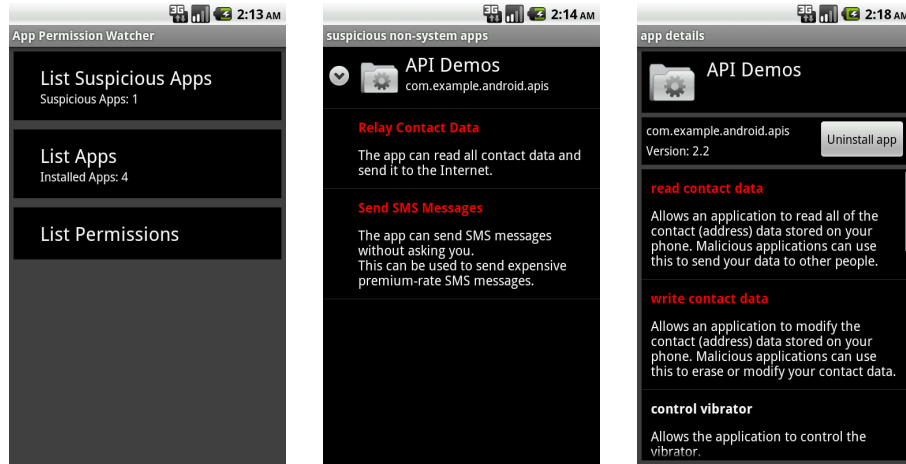 3G 2:13 AM
App Permission Watcher
List Suspicious Apps
Suspicious Apps: 1
List Apps
Installed Apps: 4
List Permissions
3G 2:14 AM
suspicious non-system apps
API Demos
com.example.android.apis
Relay Contact Data
The app can read all contact data and
send it to the Internet.
Send SMS Messages
The app can send SMS messages
without asking you.
This can be used to send expensive
premium-rate SMS messages.
3G 2:18 AM
app details
API Demos
com.example.android.apis
Version: 2.2
Uninstall app
read contact data
Allows an application to read all of the
contact (address) data stored on your
phone. Malicious applications can use
this to send your data to other people.
write contact data
Allows an application to modify the
contact (address) data stored on your
phone. Malicious applications can use
this to erase or modify your contact data.
control vibrator
Allows the application to control the
vibrator.